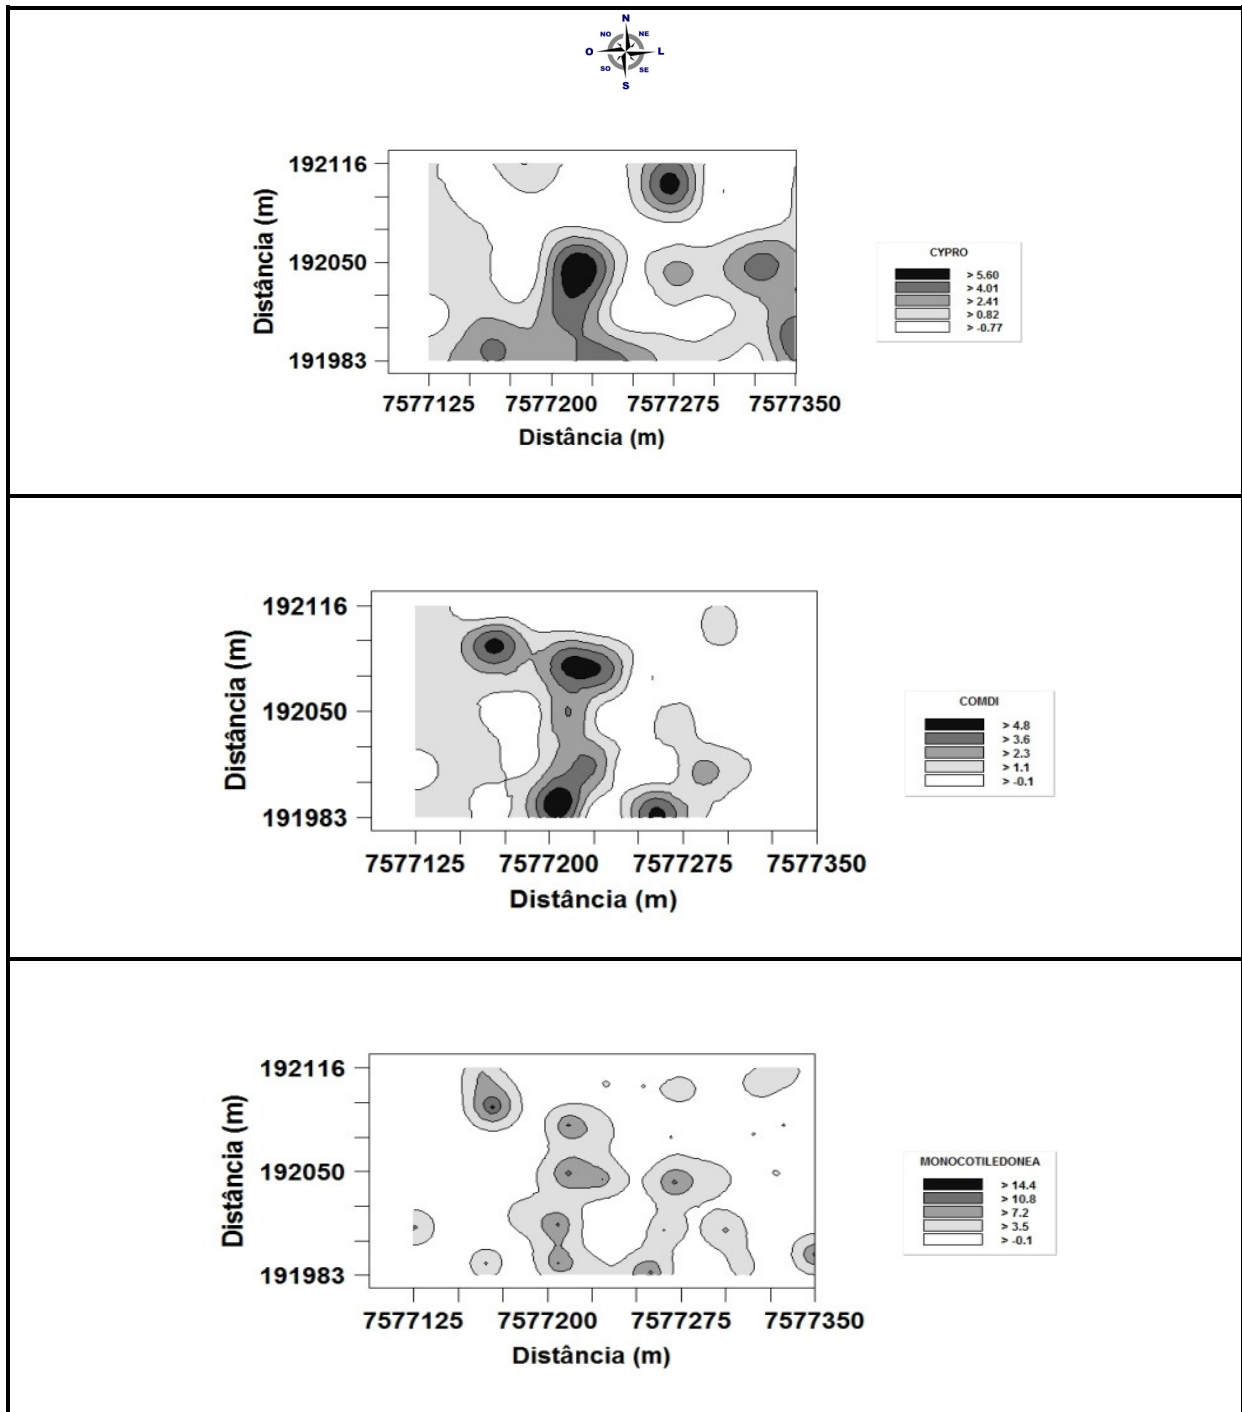 N
NO NE
O L
SO SE
S
192116
192050
191983
Distância (m)
7577125 7577200 7577275 7577350
Distância (m)
CYPRO
> 5.60
> 4.01
> 2.41
> 0.82
> -0.77
192116
192050
191983
Distância (m)
7577125 7577200 7577275 7577350
Distância (m)
COMDI
> 4.8
> 3.6
> 2.3
> 1.1
> -0.1
192116
192050
191983
Distância (m)
7577125 7577200 7577275 7577350
Distância (m)
MONOCOTILEDONEA
> 14.4
> 10.8
> 7.2
> 3.5
> -0.1